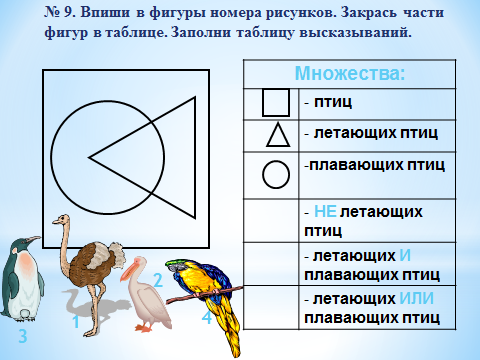 № 9. Впиши в фигуры номера рисунков. Закрась части
фигур в таблице. Заполни таблицу высказываний.
Множества:
- птиц
- летающих птиц
-плавающих птиц
- НЕ летающих
птиц
- летающих И
плавающих птиц
- летающих ИЛИ
плавающих птиц
3
1
2
4